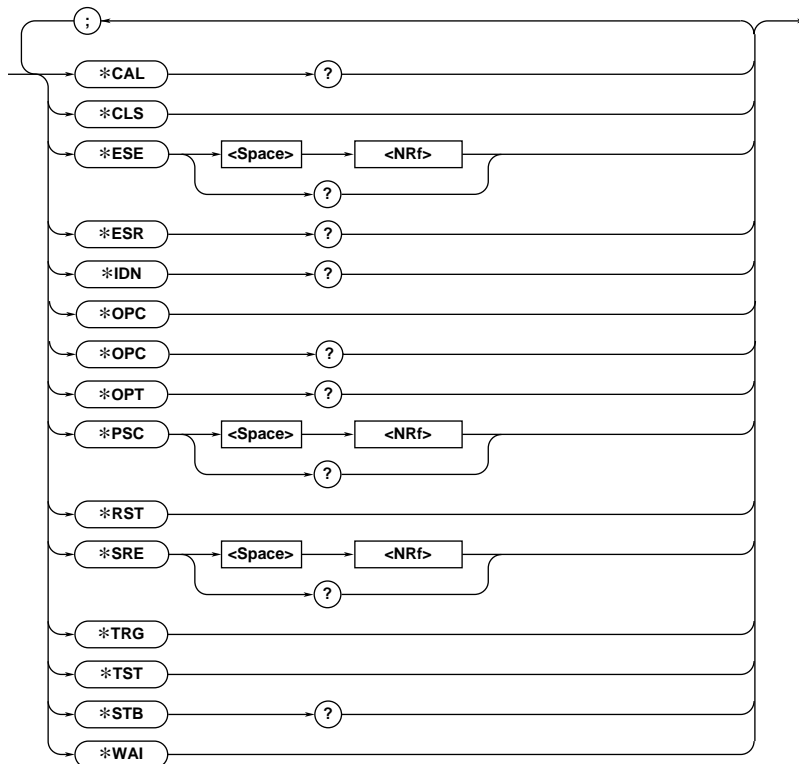 ;
*CAL ?
*CLS
*ESE <Space> <NRf>
?
*ESR ?
*IDN ?
*OPC
*OPC ?
*OPT ?
*PSC <Space> <NRf>
?
*RST
*SRE <Space> <NRf>
?
*TRG
*TST
*STB ?
*WAI